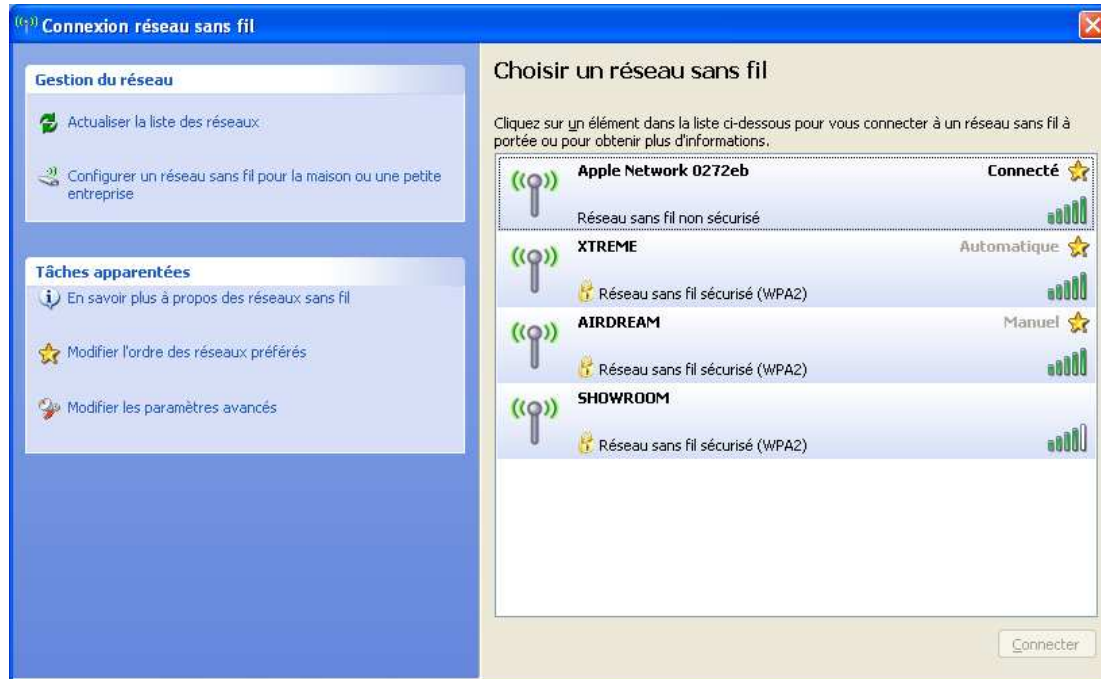 Connexion réseau sans fil
Gestion du réseau
Actualiser la liste des réseaux
Configurer un réseau sans fil pour la maison ou une petite
entreprise
Tâches apparentées
En savoir plus à propos des réseaux sans fil
Modifier l'ordre des réseaux préférés
Modifier les paramètres avancés
Choisir un réseau sans fil
Cliquez sur un élément dans la liste ci-dessous pour vous connecter à un réseau sans fil à
portée ou pour obtenir plus d'informations.
Apple Network 0272eb Connecté
Réseau sans fil non sécurisé
XTREME Automatique
Réseau sans fil sécurisé (WPA2)
AIRDREAM Manuel
Réseau sans fil sécurisé (WPA2)
SHOWROOM
Réseau sans fil sécurisé (WPA2)
Connecter